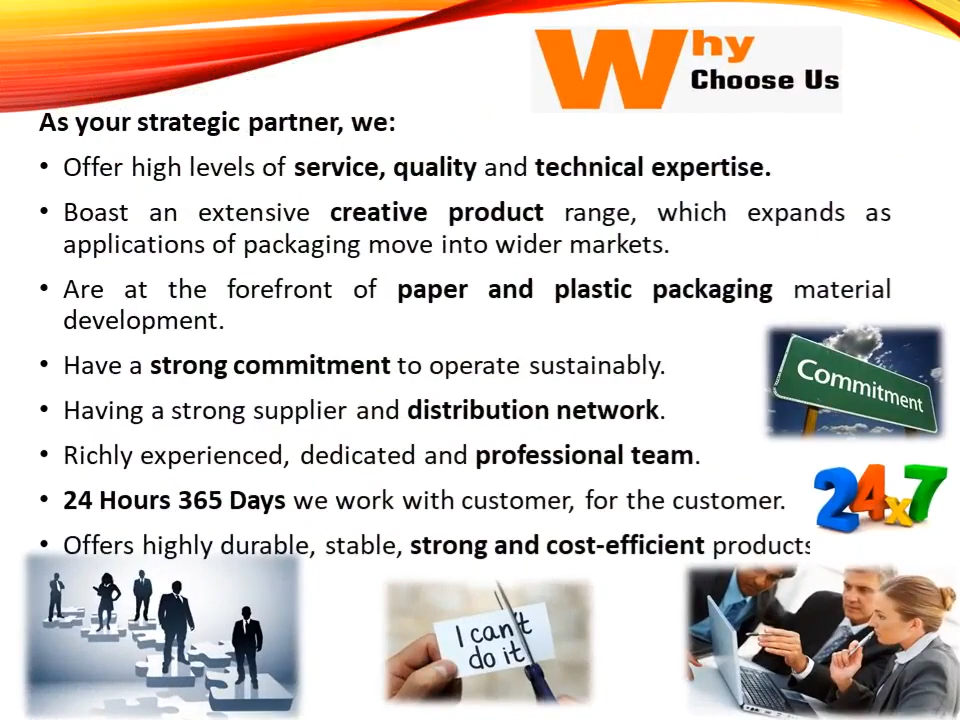 Why
Choose Us
As your strategic partner, we:
• Offer high levels of service, quality and technical expertise.
• Boast an extensive creative product range, which expands as
applications of packaging move into wider markets.
• Are at the forefront of paper and plastic packaging material
development.
• Have a strong commitment to operate sustainably.
Commitment
• Having a strong supplier and distribution network.
• Richly experienced, dedicated and professional team.
• 24 Hours 365 Days we work with customer, for the customer.
24x7
• Offers highly durable, stable, strong and cost-efficient products
I can't
do it